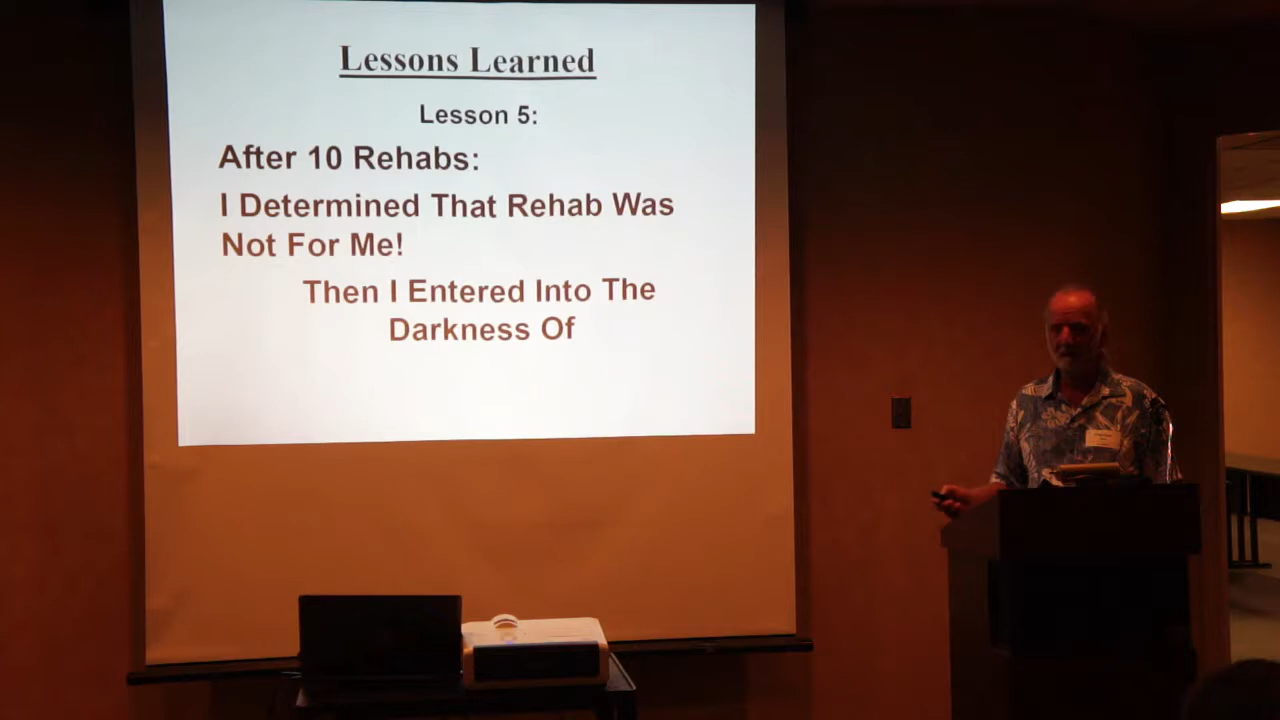 Lessons Learned
Lesson 5:
After 10 Rehabs:
I Determined That Rehab Was
Not For Me!
Then I Entered Into The
Darkness Of